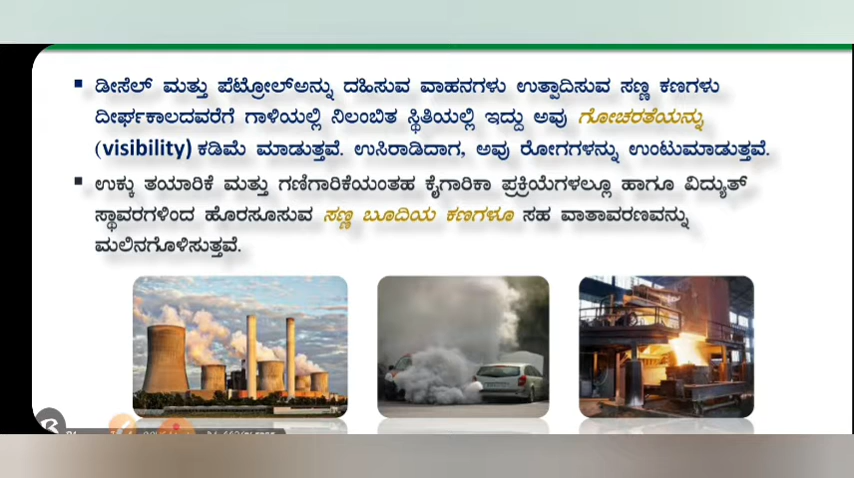 ಡೀಸೆಲ್ ಮತ್ತು ಪೆಟ್ರೋಲ್‌ಅನ್ನು ದಹಿಸುವ ವಾಹನಗಳು ಉತ್ಪಾದಿಸುವ ಸಣ್ಣ ಕಣಗಳು
ದೀರ್ಘಕಾಲದವರೆಗೆ ಗಾಳಿಯಲ್ಲಿ ನಿಲಂಬಿತ ಸ್ಥಿತಿಯಲ್ಲಿ ಇದ್ದು ಅವು ಗೋಚರತೆಯನ್ನು
(visibility) ಕಡಿಮೆ ಮಾಡುತ್ತವೆ. ಉಸಿರಾಡಿದಾಗ, ಅವು ರೋಗಗಳನ್ನು ಉಂಟುಮಾಡುತ್ತವೆ.
ಉಕ್ಕು ತಯಾರಿಕೆ ಮತ್ತು ಗಣಿಗಾರಿಕೆಯಂತಹ ಕೈಗಾರಿಕಾ ಪ್ರಕ್ರಿಯೆಗಳಲ್ಲೂ ಹಾಗೂ ವಿದ್ಯುತ್
ಸ್ಥಾವರಗಳಿಂದ ಹೊರಸೂಸುವ ಸಣ್ಣ ಬೂದಿಯ ಕಣಗಳೂ ಸಹ ವಾತಾವರಣವನ್ನು
ಮಲಿನಗೊಳಿಸುತ್ತವೆ.